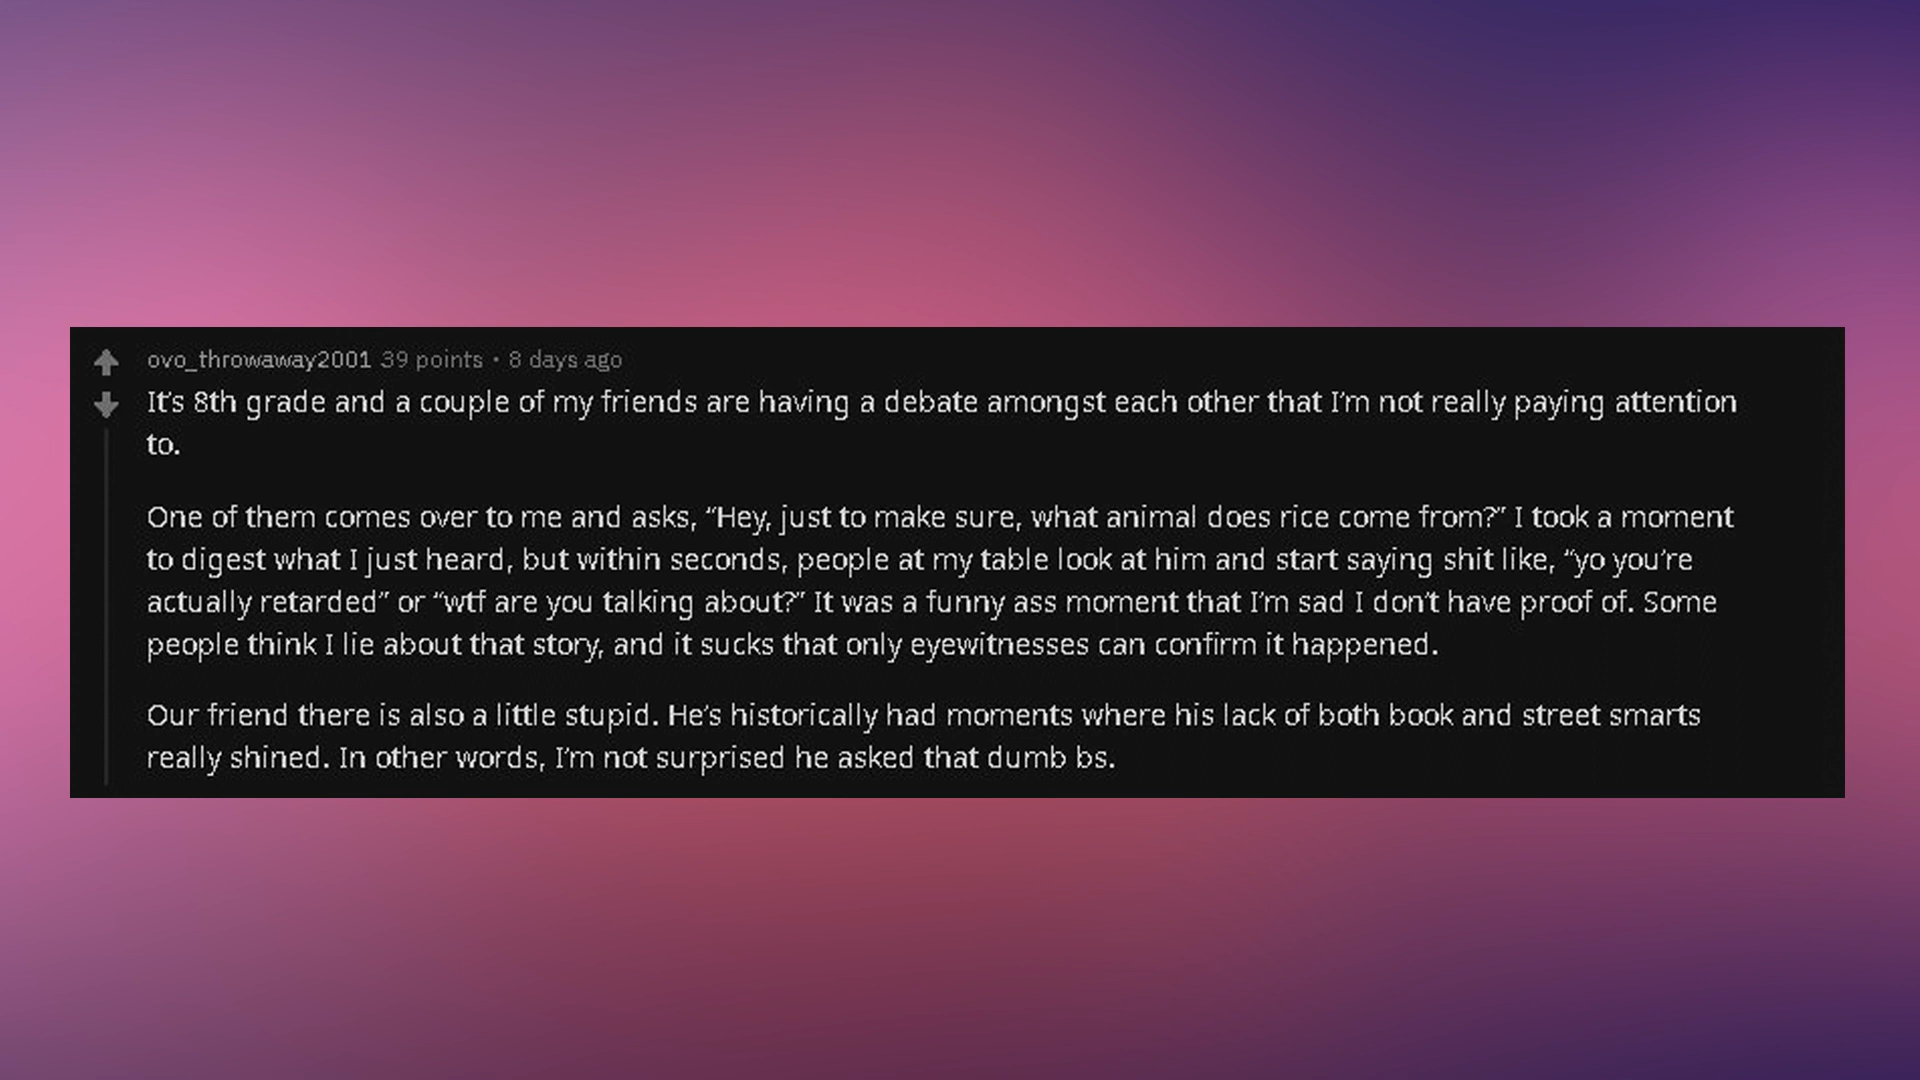 ovo_throwaway2001 39 points • 8 days ago
It’s 8th grade and a couple of my friends are having a debate amongst each other that I’m not really paying attention
to.
One of them comes over to me and asks, “Hey, just to make sure, what animal does rice come from?” I took a moment
to digest what I just heard, but within seconds, people at my table look at him and start saying shit like, “yo you’re
actually retarded” or “wtf are you talking about?” It was a funny ass moment that I’m sad I don’t have proof of. Some
people think I lie about that story, and it sucks that only eyewitnesses can confirm it happened.
Our friend there is also a little stupid. He’s historically had moments where his lack of both book and street smarts
really shined. In other words, I’m not surprised he asked that dumb bs.